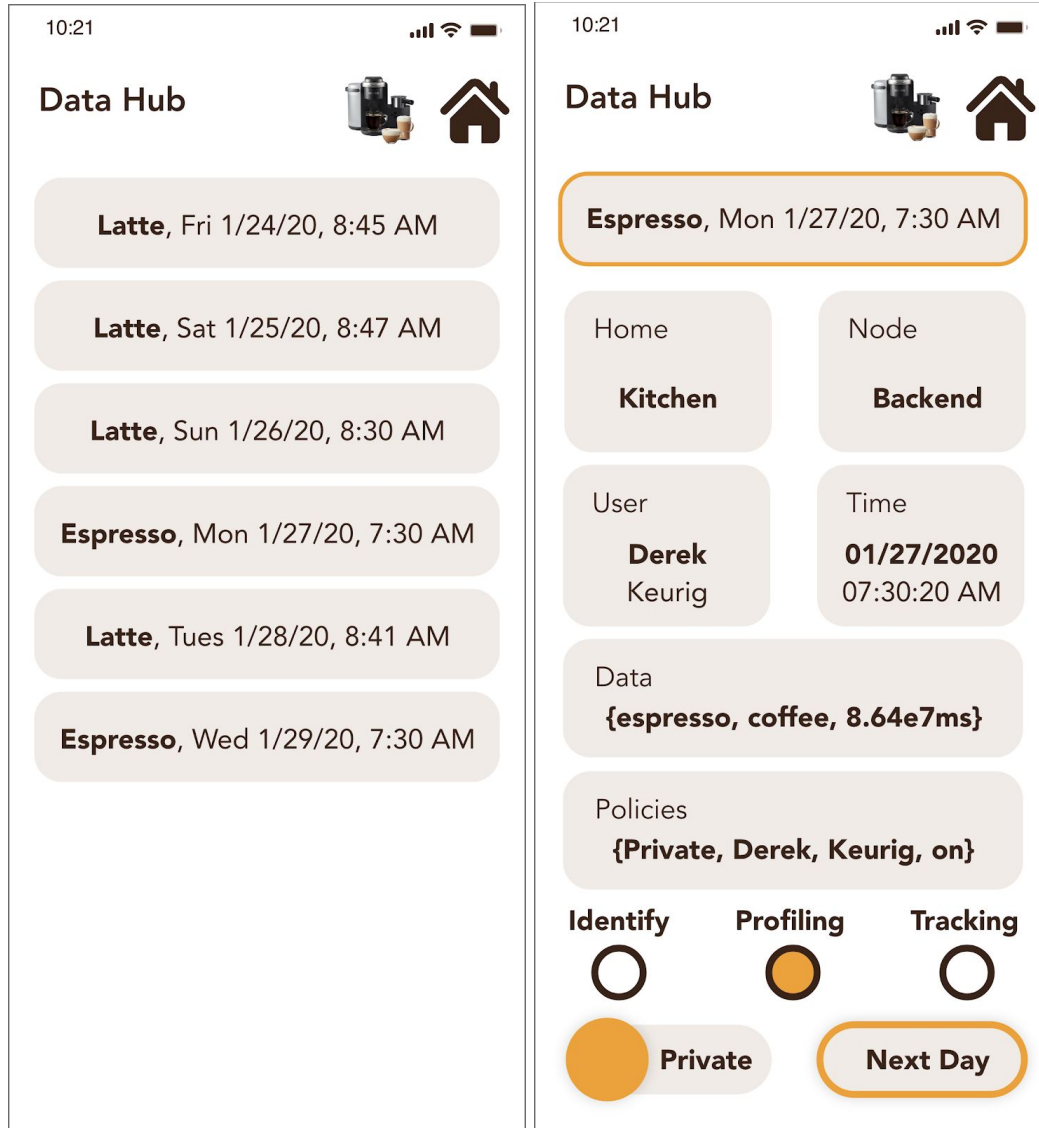 10:21
Data Hub
Latte, Fri 1/24/20, 8:45 AM
Latte, Sat 1/25/20, 8:47 AM
Latte, Sun 1/26/20, 8:30 AM
Espresso, Mon 1/27/20, 7:30 AM
Latte, Tues 1/28/20, 8:41 AM
Espresso, Wed 1/29/20, 7:30 AM
10:21
Data Hub
Espresso, Mon 1/27/20, 7:30 AM
Home
Kitchen
Node
Backend
User
Derek
Keurig
Time
01/27/2020
07:30:20 AM
Data
{espresso, coffee, 8.64e7ms}
Policies
{Private, Derek, Keurig, on}
Identify
Profiling
Tracking
Private
Next Day